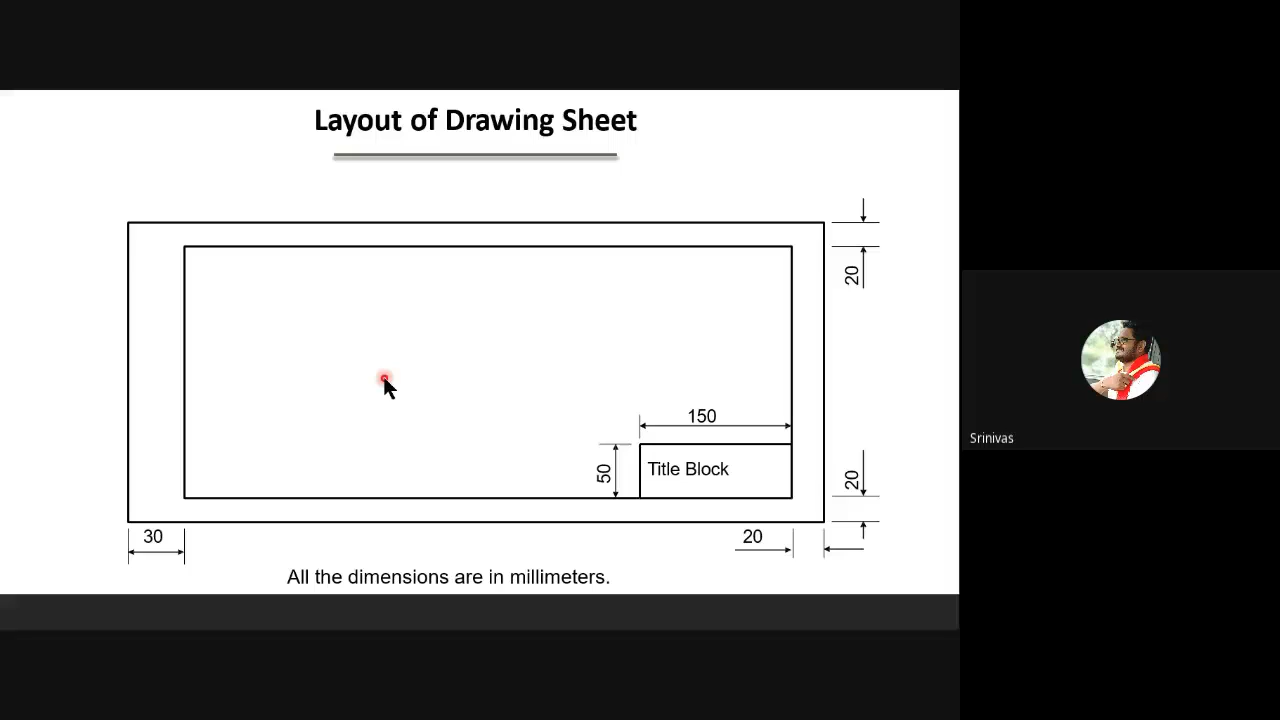 Layout of Drawing Sheet
20
150
Title Block
50
20
30
20
All the dimensions are in millimeters.
Srinivas